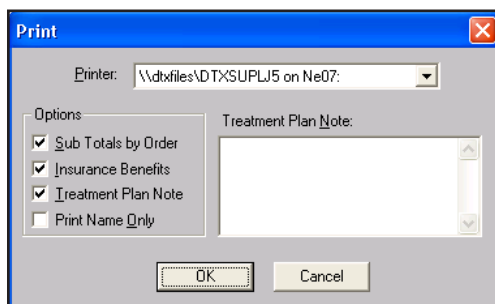 Print
Printer: \\dtxfiles\DTXSUPLJ5 on Ne07:
Options
Sub Totals by Order
Insurance Benefits
Treatment Plan Note
Print Name Only
Treatment Plan Note:
OK
Cancel